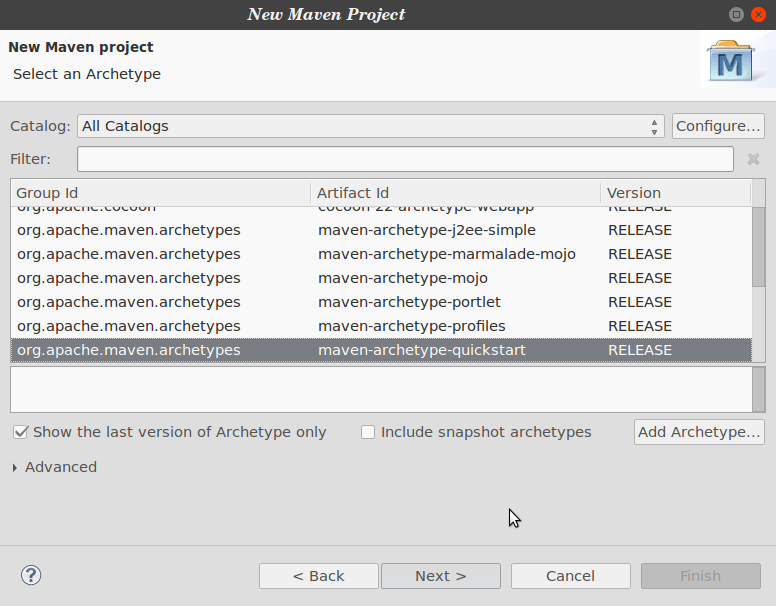 New Maven Project
New Maven project
Select an Archetype
M
Catalog: All Catalogs Configure...
Filter:
Group Id Artifact Id Version
org.apache.cocoon cocoon-22-archetype-webapp RELEASE
org.apache.maven.archetypes maven-archetype-j2ee-simple RELEASE
org.apache.maven.archetypes maven-archetype-marmalade-mojo RELEASE
org.apache.maven.archetypes maven-archetype-mojo RELEASE
org.apache.maven.archetypes maven-archetype-portlet RELEASE
org.apache.maven.archetypes maven-archetype-profiles RELEASE
org.apache.maven.archetypes maven-archetype-quickstart RELEASE
Show the last version of Archetype only Include snapshot archetypes Add Archetype...
Advanced
? < Back Next > Cancel Finish